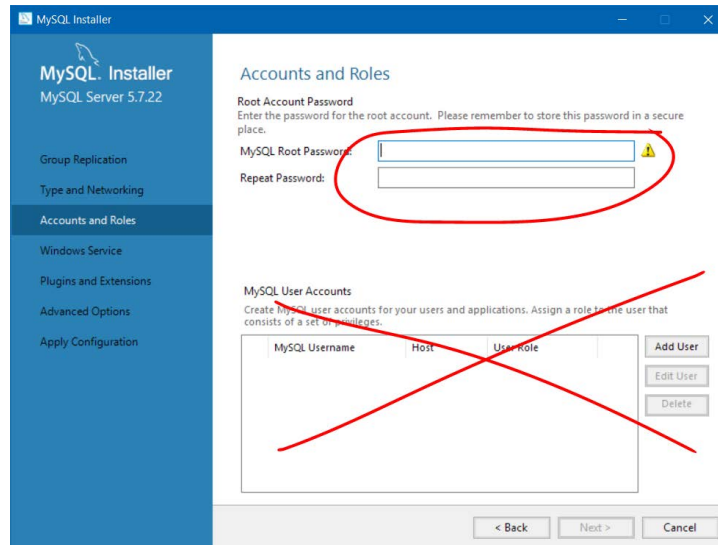 MySQL Installer
MySQL. Installer
MySQL Server 5.7.22
Group Replication
Type and Networking
Accounts and Roles
Windows Service
Plugins and Extensions
Advanced Options
Apply Configuration
Accounts and Roles
Root Account Password
Enter the password for the root account. Please remember to store this password in a secure
place.
MySQL Root Password:
Repeat Password:
MySQL User Accounts
Create MySQL user accounts for your users and applications. Assign a role to the user that
consists of a set of privileges.
MySQL Username Host User Role
Add User
Edit User
Delete
< Back Next > Cancel